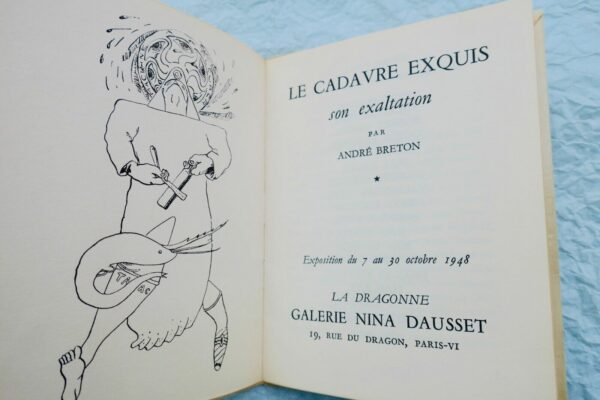 LE CADAVRE EXQUIS
son exaltation
PAR
ANDRÉ BRETON
★
Exposition du 7 au 30 octobre 1948
LA DRAGONNE
GALERIE NINA DAUSSET
19, RUE DU DRAGON, PARIS-VI